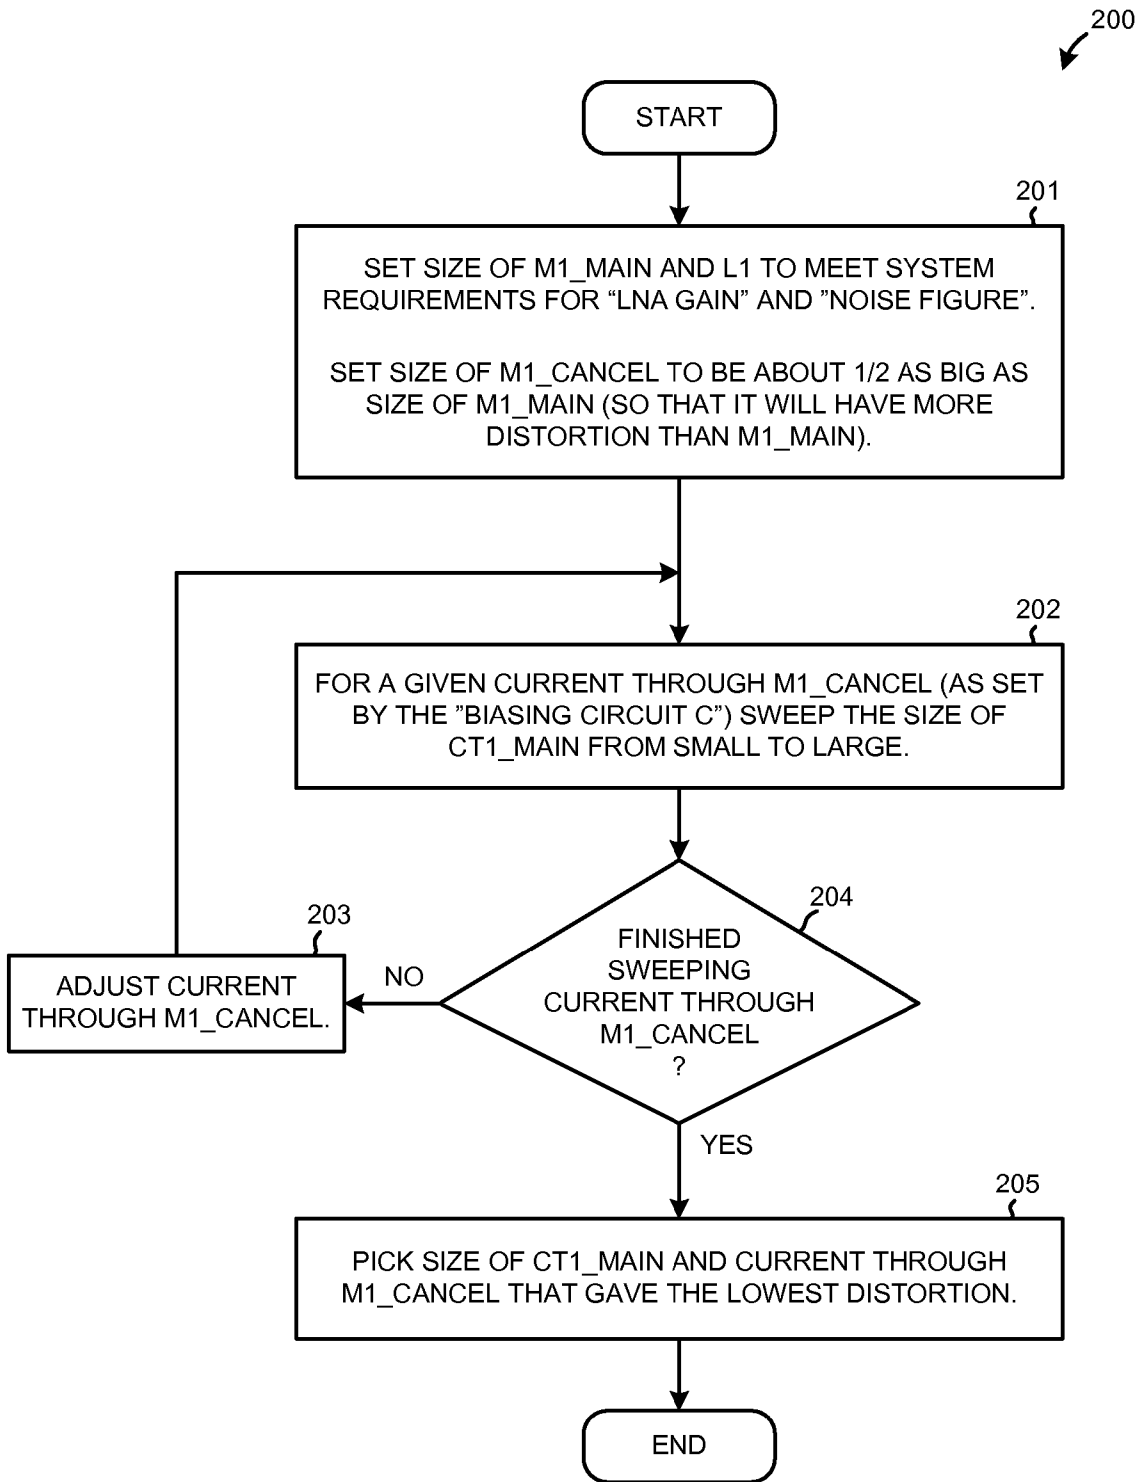 200
START
201
SET SIZE OF M1_MAIN AND L1 TO MEET SYSTEM
REQUIREMENTS FOR “LNA GAIN” AND ”NOISE FIGURE”.
SET SIZE OF M1_CANCEL TO BE ABOUT 1/2 AS BIG AS
SIZE OF M1_MAIN (SO THAT IT WILL HAVE MORE
DISTORTION THAN M1_MAIN).
202
FOR A GIVEN CURRENT THROUGH M1_CANCEL (AS SET
BY THE ”BIASING CIRCUIT C”) SWEEP THE SIZE OF
CT1_MAIN FROM SMALL TO LARGE.
204
FINISHED
SWEEPING
CURRENT THROUGH
M1_CANCEL
?
NO
203
ADJUST CURRENT
THROUGH M1_CANCEL.
YES
205
PICK SIZE OF CT1_MAIN AND CURRENT THROUGH
M1_CANCEL THAT GAVE THE LOWEST DISTORTION.
END